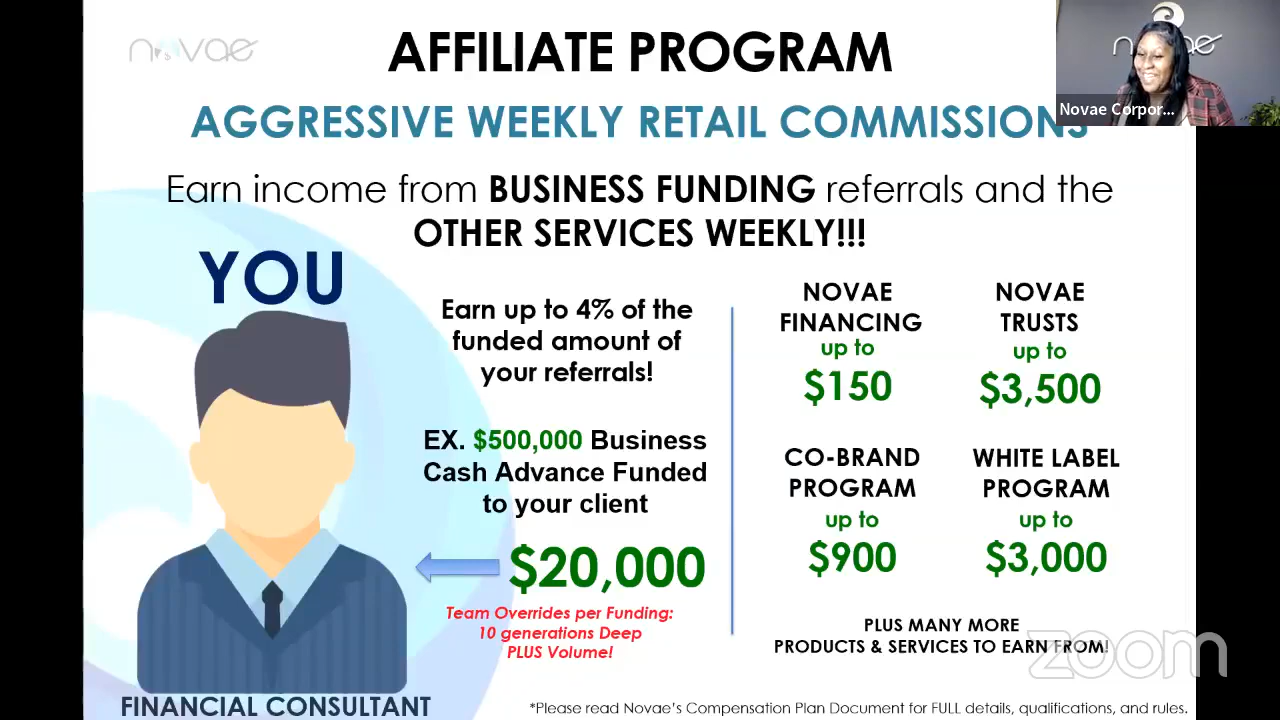 novae
AFFILIATE PROGRAM
novae
Novae Corpor...
AGGRESSIVE WEEKLY RETAIL COMMISSIONS
Earn income from BUSINESS FUNDING referrals and the
OTHER SERVICES WEEKLY!!!
YOU
Earn up to 4% of the
funded amount of
your referrals!
EX. $500,000 Business
Cash Advance Funded
to your client
$20,000
Team Overrides per Funding:
10 generations Deep
PLUS Volume!
FINANCIAL CONSULTANT
NOVAE
FINANCING
up to
$150
NOVAE
TRUSTS
up to
$3,500
CO-BRAND
PROGRAM
up to
$900
WHITE LABEL
PROGRAM
up to
$3,000
PLUS MANY MORE
PRODUCTS & SERVICES TO EARN FROM!
zoom
*Please read Novae's Compensation Plan Document for FULL details, qualifications, and rules.